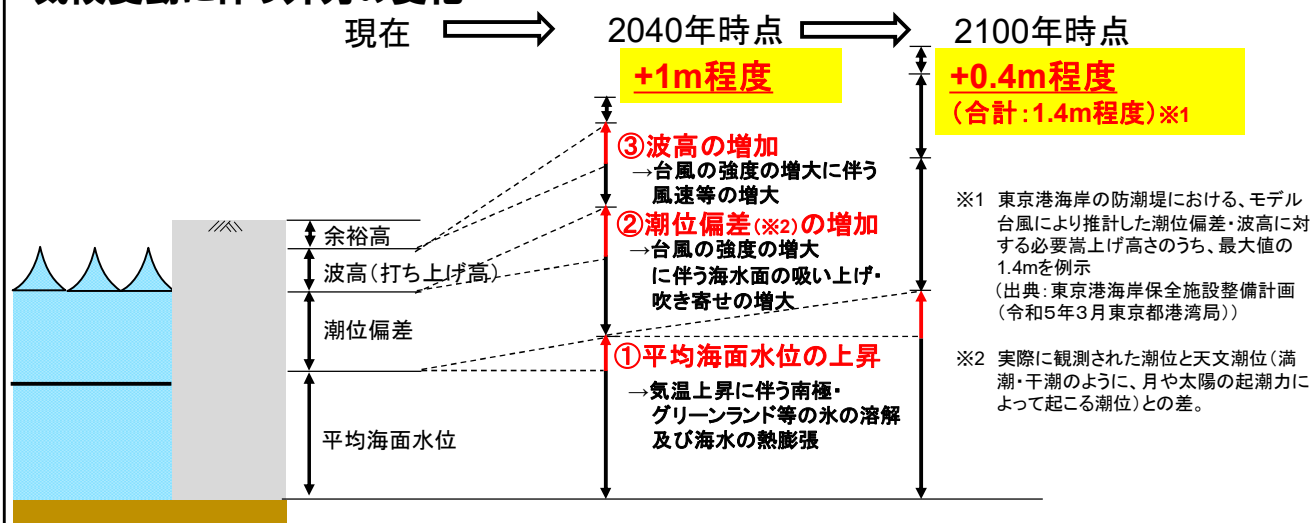 気候変動に伴う外力の変化
現在
2040年時点
2100年時点
+1m程度
+0.4m程度
(合計:1.4m程度)※1
③波高の増加
→台風の強度の増大に伴う
風速等の増大
②潮位偏差(※2)の増加
→台風の強度の増大
に伴う海水面の吸い上げ・
吹き寄せの増大
①平均海面水位の上昇
→気温上昇に伴う南極・
グリーンランド等の氷の溶解
及び海水の熱膨張
余裕高
波高(打ち上げ高)
潮位偏差
平均海面水位
※1 東京港海岸の防潮堤における、モデル
台風により推計した潮位偏差・波高に対
する必要嵩上げ高さのうち、最大値の
1.4mを例示
(出典:東京港海岸保全施設整備計画
(令和5年3月東京都港湾局))
※2 実際に観測された潮位と天文潮位(満
潮・干潮のように、月や太陽の起潮力に
よって起こる潮位)との差。